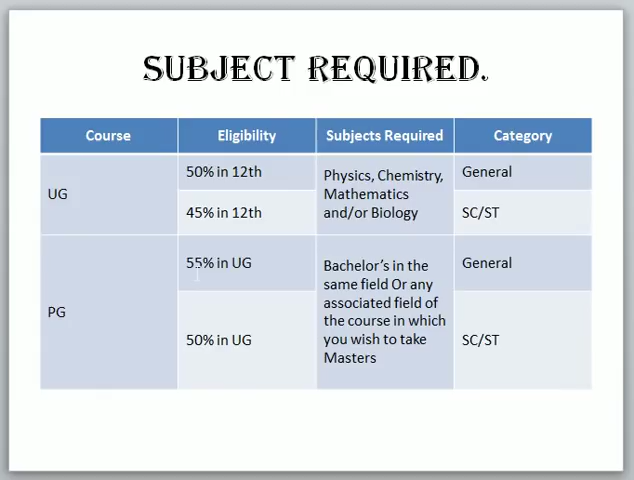 SUBJECT REQUIRED.
Course Eligibility Subjects Required Category
UG
50% in 12th
45% in 12th
Physics, Chemistry,
Mathematics
and/or Biology
General
SC/ST
PG
55% in UG
50% in UG
Bachelor's in the
same field Or any
associated field of
the course in which
you wish to take
Masters
General
SC/ST